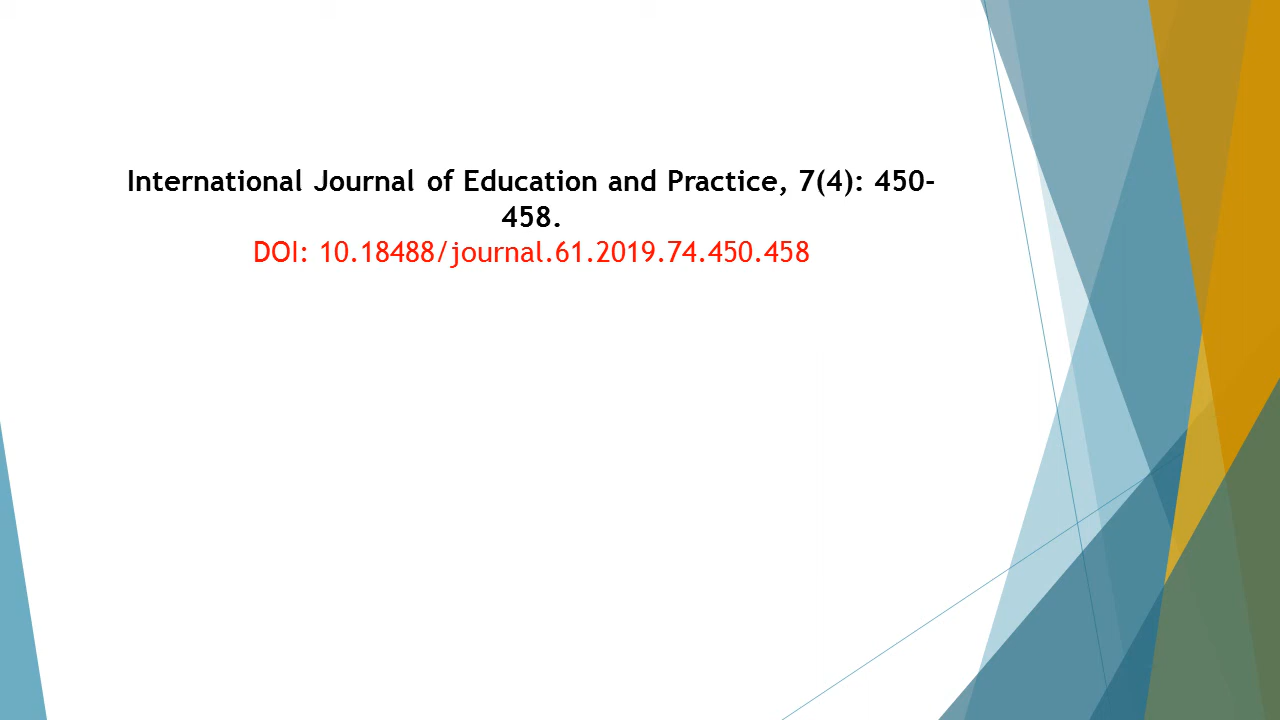 International Journal of Education and Practice, 7(4): 450-
458.
DOI: 10.18488/journal.61.2019.74.450.458